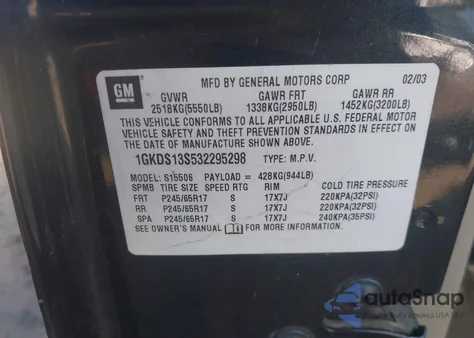 GM
MFD BY GENERAL MOTORS CORP 02/03
GVWR GAWR FRT GAWR RR
2518KG(5550LB) 1338KG(2950LB) 1452KG(3200LB)
THIS VEHICLE CONFORMS TO ALL APPLICABLE U.S. FEDERAL MOTOR
VEHICLE SAFETY, BUMPER, AND THEFT PREVENTION STANDARDS IN EFFECT ON
THE DATE OF MANUFACTURE SHOWN ABOVE.
1GKDS13S532295298 TYPE: M.P.V.
MODEL: S15506 PAYLOAD = 428KG(944LB)
SPMB TIRE SIZE SPEED RTG RIM COLD TIRE PRESSURE
FRT P245/65R17 S 17X7J 220KPA(32PSI)
RR P245/65R17 S 17X7J 220KPA(32PSI)
SPA P245/65R17 S 17X7J 240KPA(35PSI)
SEE OWNER'S MANUAL FOR MORE INFORMATION.
autoSnap